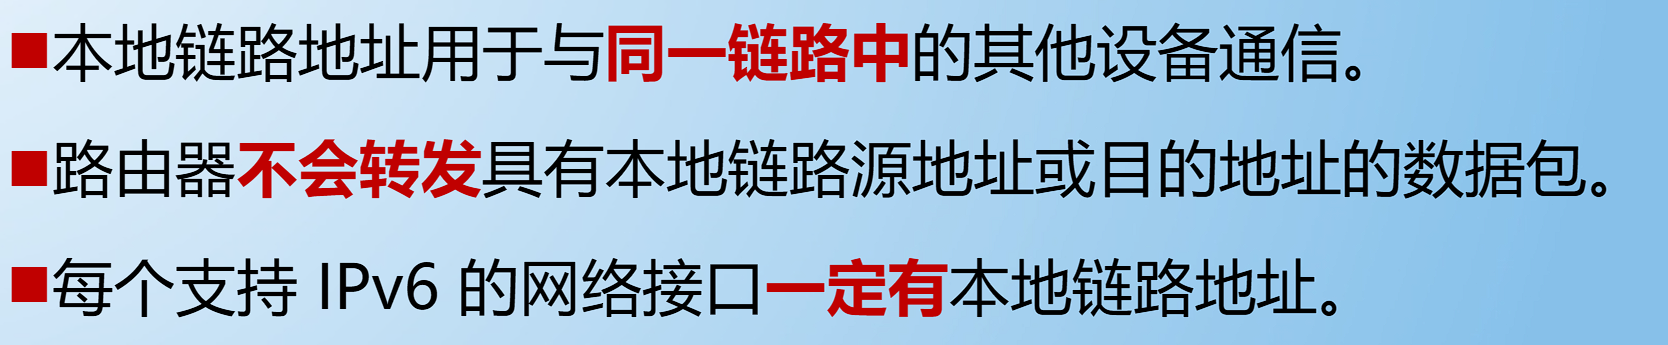 ■本地链路地址用于与同一链路中的其他设备通信。
■路由器不会转发具有本地链路源地址或目的地址的数据包。
■每个支持 IPv6 的网络接口一定有本地链路地址。